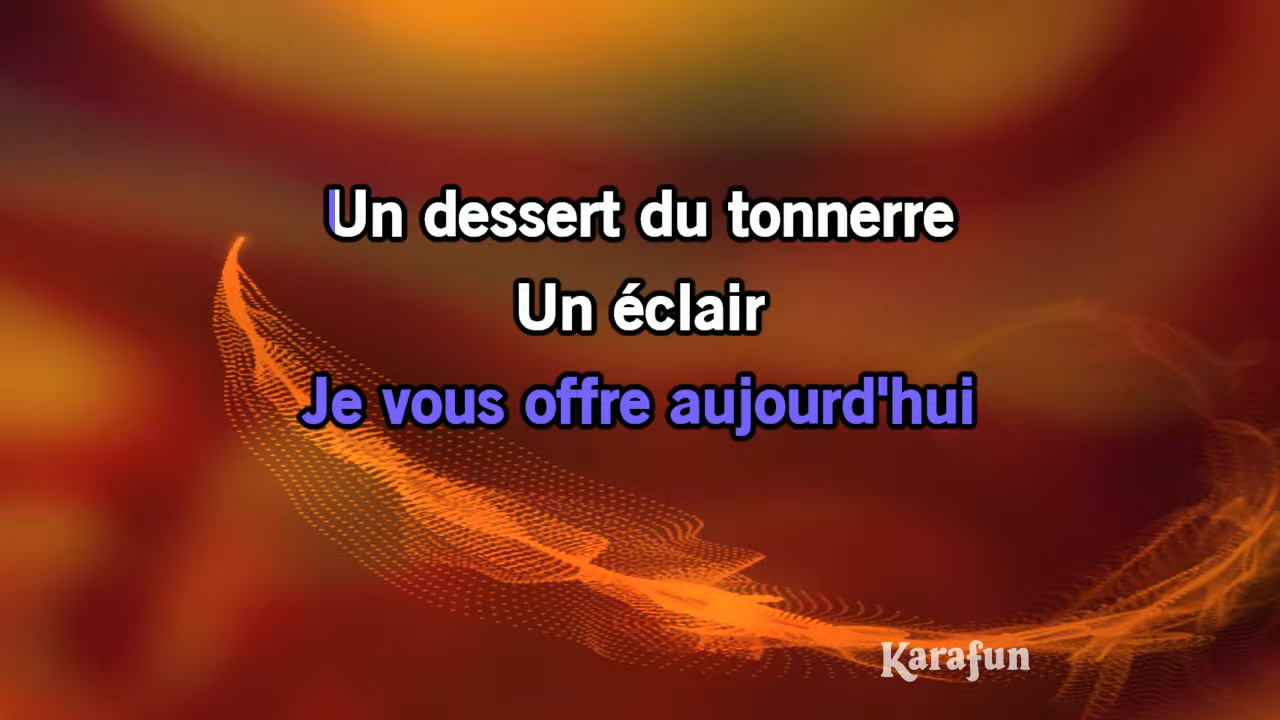 Un dessert du tonnerre
Un éclair
Je vous offre aujourd'hui
Karafun